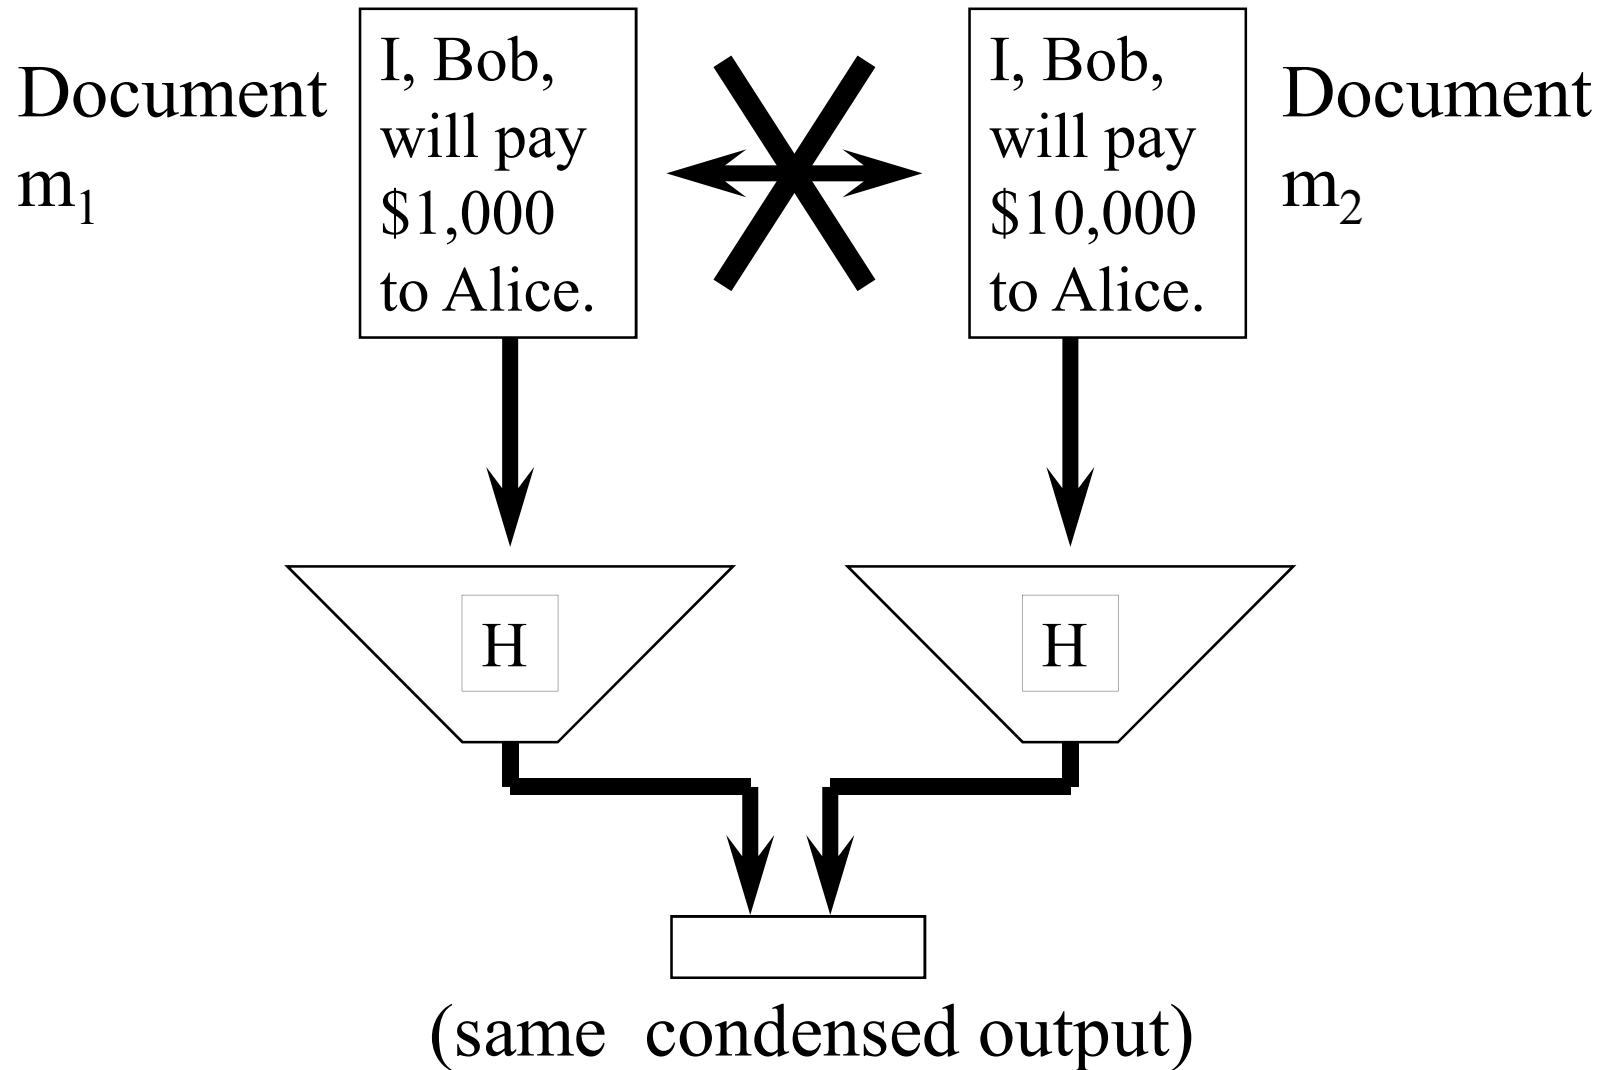 Document
m₁
I, Bob,
will pay
$1,000
to Alice.
I, Bob,
will pay
$10,000
to Alice.
Document
m₂
H
H
(same condensed output)